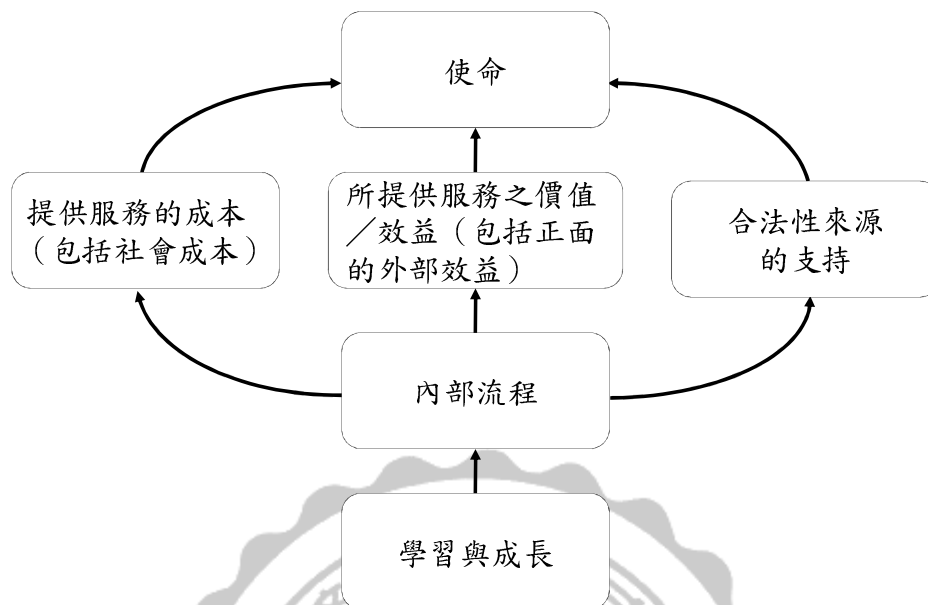 使命
提供服務的成本
（包括社會成本）
所提供服務之價值
／效益（包括正面
的外部效益）
合法性來源
的支持
內部流程
學習與成長